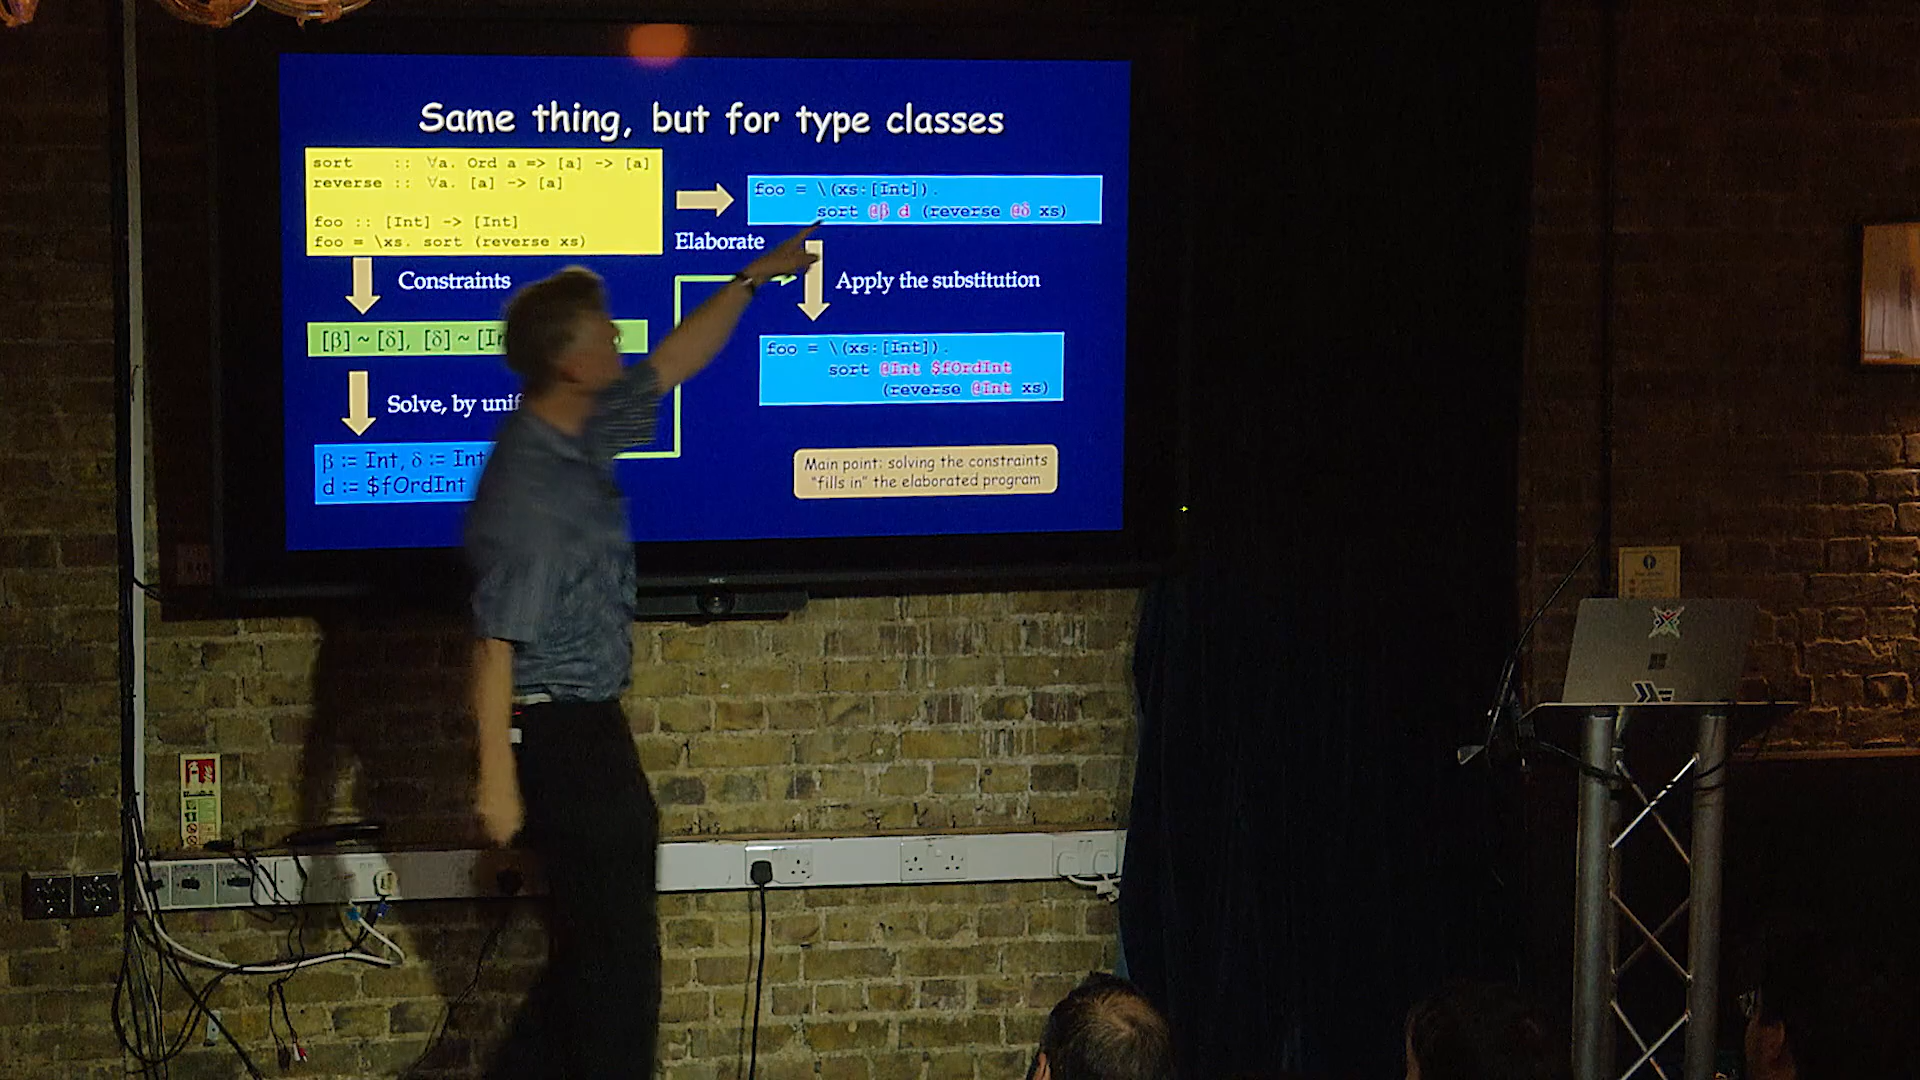 Same thing, but for type classes
sort :: ∀a. Ord a => [a] -> [a]
reverse :: ∀a. [a] -> [a]
foo :: [Int] -> [Int]
foo = \xs. sort (reverse xs)
Elaborate
foo = \(xs:[Int]).
sort @β d (reverse @δ xs)
Constraints
Apply the substitution
[β] ~ [δ], [δ] ~ [In
foo = \(xs:[Int]).
sort @Int $fOrdInt
(reverse @Int xs)
Solve, by unif
β := Int, δ := Int
d := $fOrdInt
Main point: solving the constraints
"fills in" the elaborated program
NEC